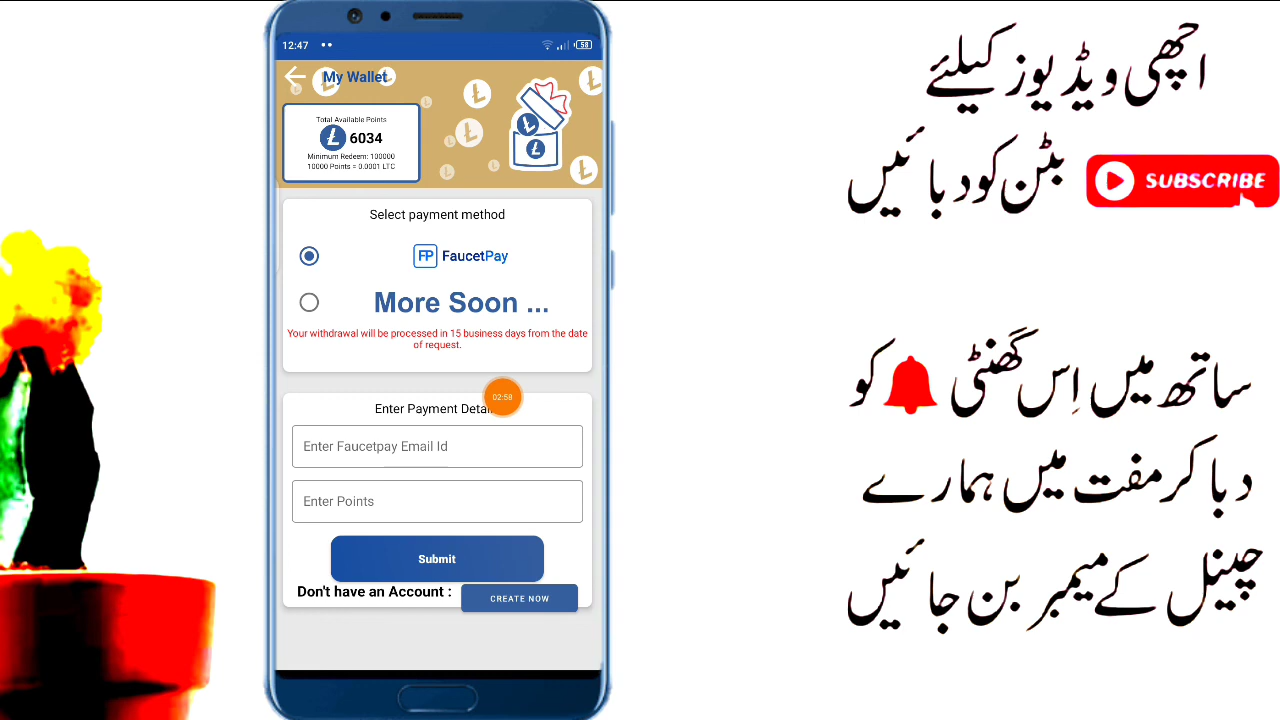 12:47
58
My Wallet
Total Available Points
6034
Minimum Redeem: 100000
10000 Points = 0.0001 LTC
Select payment method
FP FaucetPay
More Soon ...
Your withdrawal will be processed in 15 business days from the date
of request.
02:58
Enter Payment Detai
Enter Faucetpay Email Id
Enter Points
Submit
Don't have an Account :
CREATE NOW
اچھی ویڈیوز کیلئے
بٹن کو دبائیں
SUBSCRIBE
ساتھ میں اِس گھنٹی کو
دبا کر مفت میں ہمارے
چینل کے میمبر بن جائیں